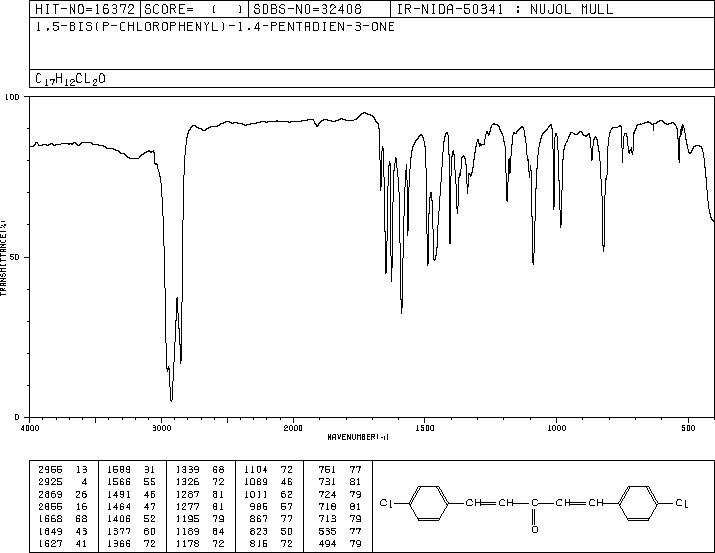 HIT-NO=16372 SCORE= ( ) SDBS-NO=32408 IR-NIDA-50341 : NUJOL MULL
1,5-BIS(P-CHLOROPHENYL)-1,4-PENTADIEN-3-ONE
C17H12CL2O
100
50
0
TRANSMITTANCE(%)
4000 3000 2000 1500 1000 500
WAVENUMBER(-1)
2955 13 1589 31 1339 68 1104 72 751 77
2925 4 1566 55 1326 72 1089 46 731 81
2869 26 1491 46 1287 81 1011 62 724 79
2855 16 1464 47 1277 81 986 57 718 81
1668 68 1406 52 1195 79 867 77 713 79
1649 43 1377 60 1189 64 823 50 535 77
1627 41 1366 72 1178 72 816 72 494 79
Cl CH CH C CH CH Cl
O